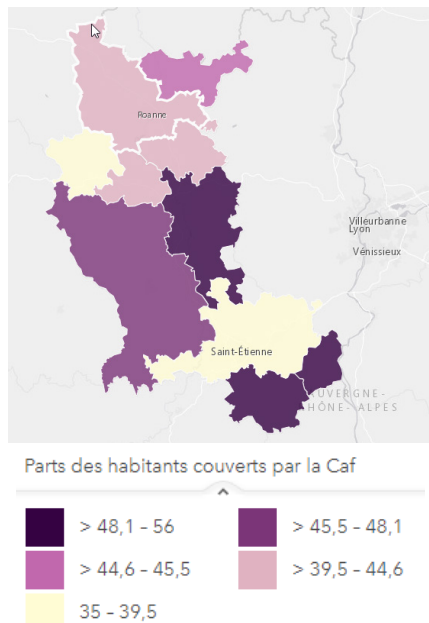 Roanne
Villeurbanne
Lyon
Vénissieux
Saint-Étienne
UVERGNE-
HÔNE- ALPES
Parts des habitants couverts par la Caf
> 48,1 – 56
> 45,5 – 48,1
> 44,6 – 45,5
> 39,5 – 44,6
35 – 39,5